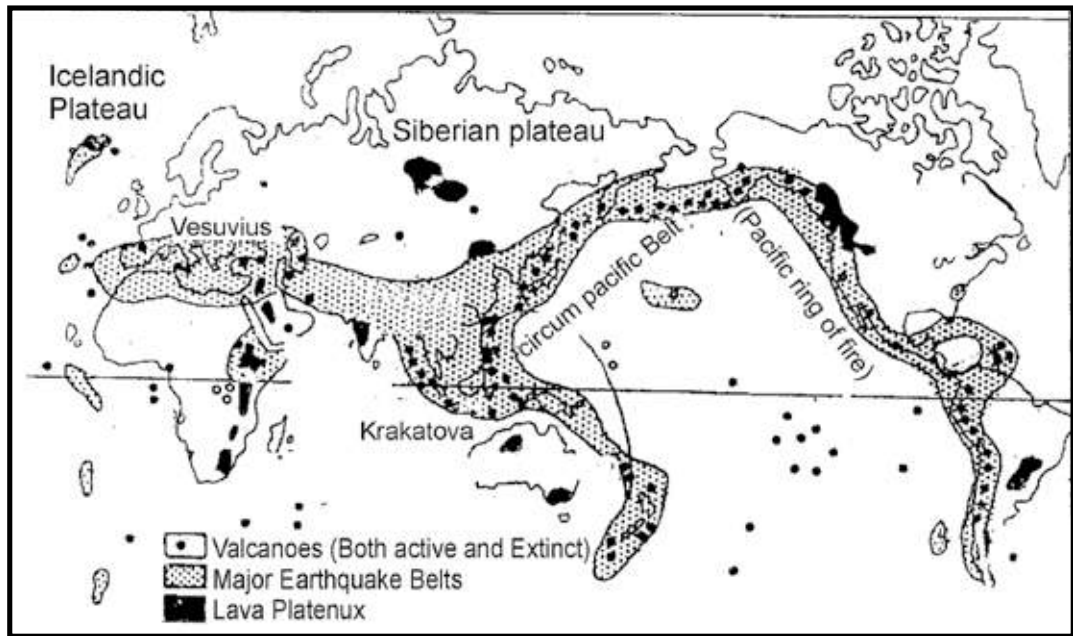 Icelandic
Plateau
Siberian plateau
Vesuvius
circum pacific Belt
(Pacific ring of fire)
Krakatova
Valcanoes (Both active and Extinct)
Major Earthquake Belts
Lava Platenux